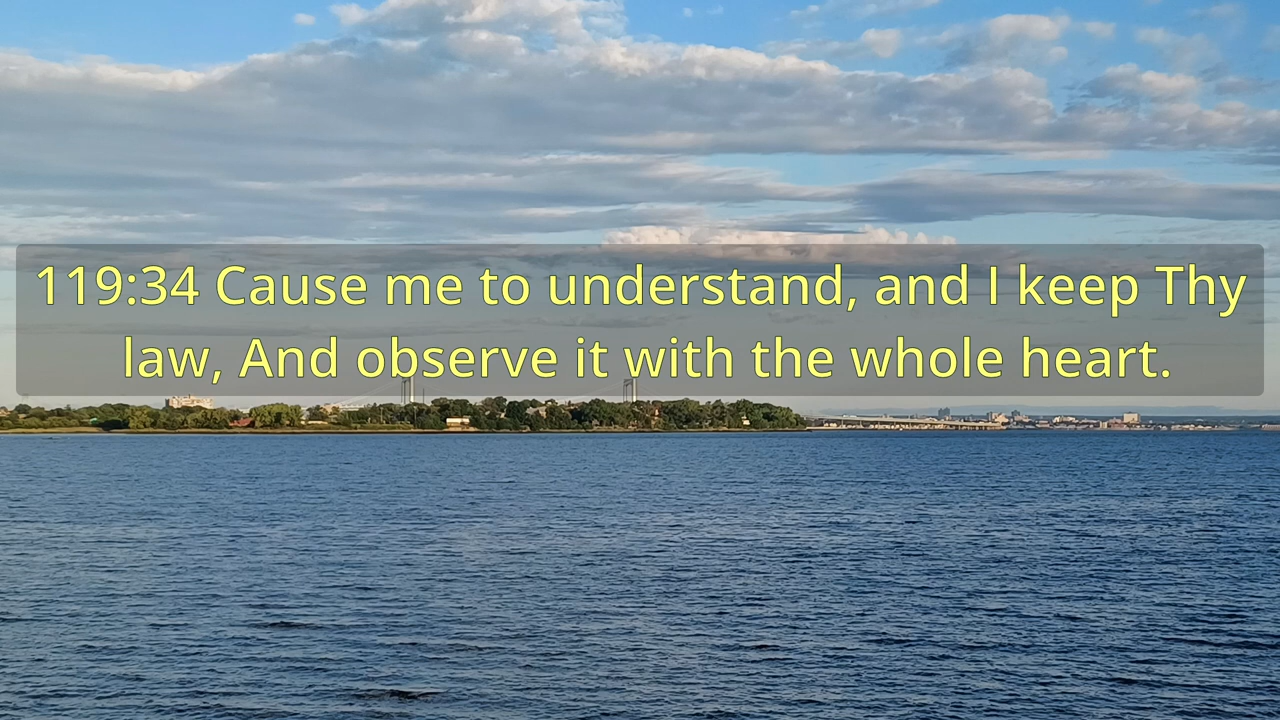 119:34 Cause me to understand, and I keep Thy
law, And observe it with the whole heart.